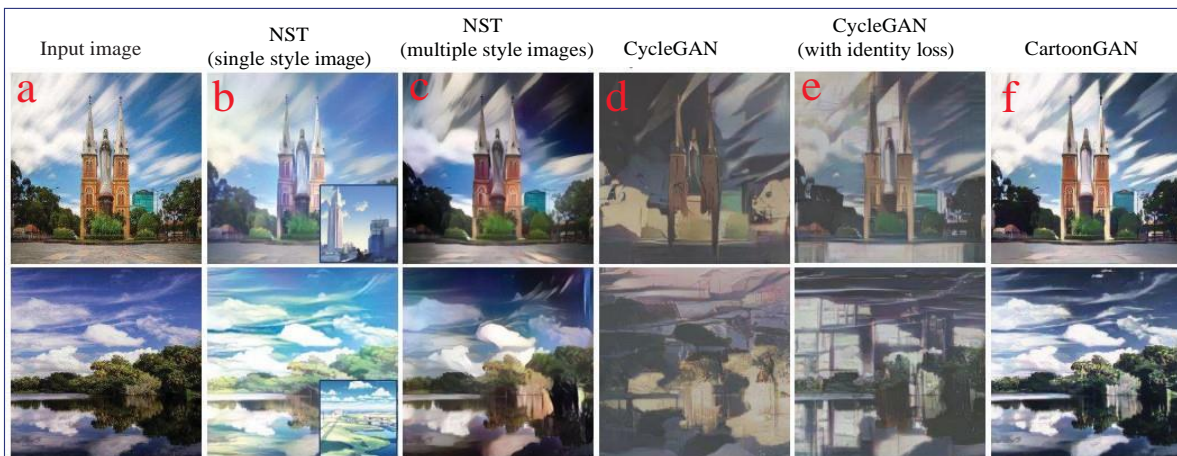 Input image
NST
(single style image)
NST
(multiple style images)
CycleGAN
CycleGAN
(with identity loss)
CartoonGAN
a
b
c
d
e
f